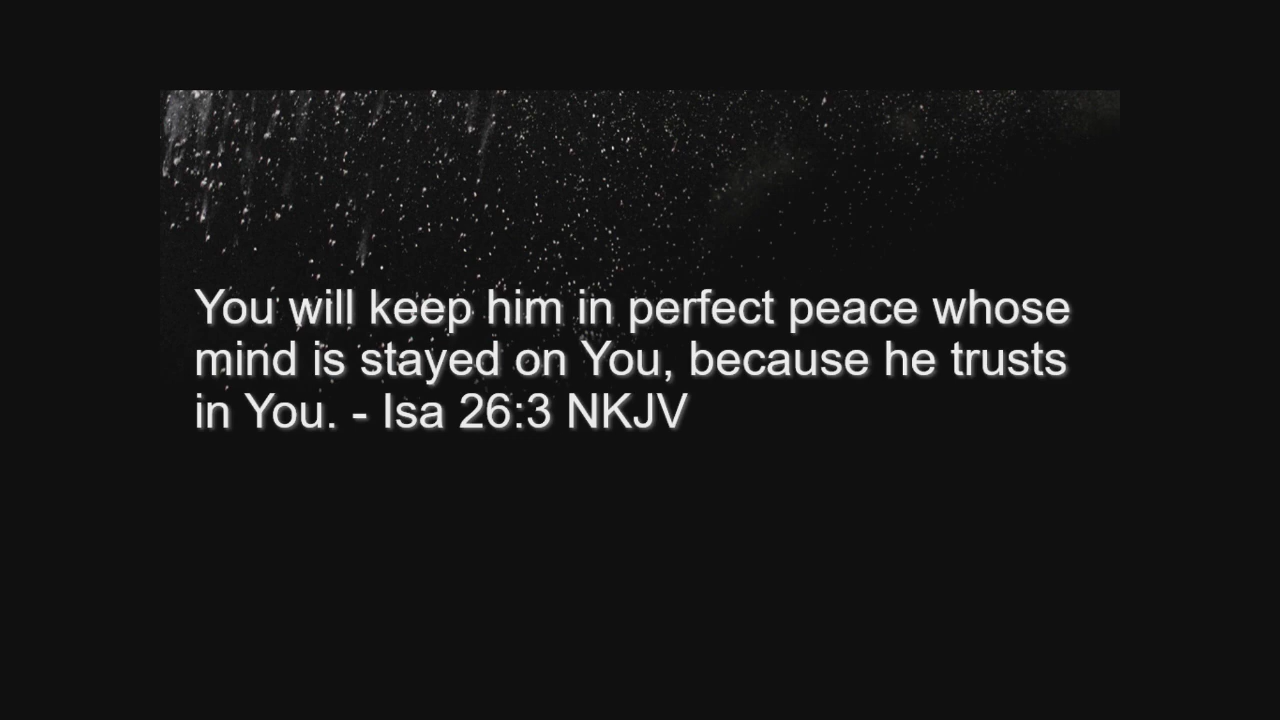 You will keep him in perfect peace whose
mind is stayed on You, because he trusts
in You. - Isa 26:3 NKJV